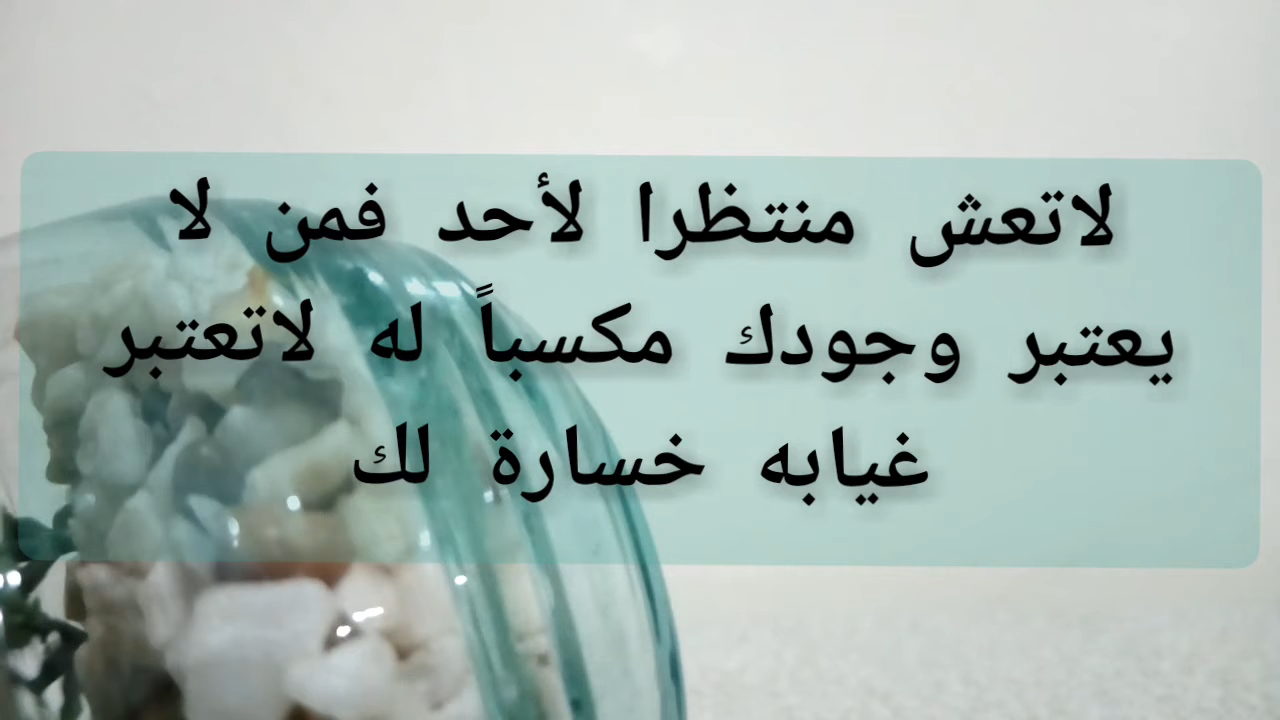 لاتعش منتظرا لأحد فمن لا
يعتبر وجودك مكسباً له لاتعتبر
غيابه خسارة لك